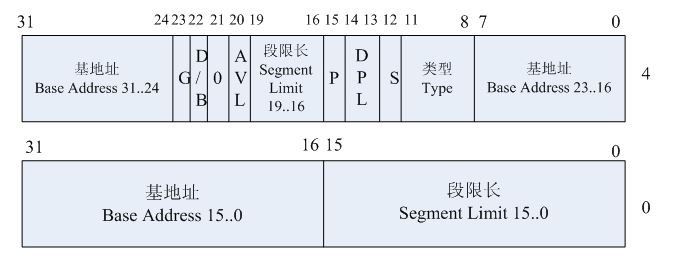 31 24 23 22 21 20 19 16 15 14 13 12 11 8 7 0
基地址
Base Address 31..24
G
D
/
B
0
A
V
L
段限长
Segment
Limit
19..16
P
D
P
L
S
类型
Type
基地址
Base Address 23..16
4
31 16 15 0
基地址
Base Address 15..0
段限长
Segment Limit 15..0
0